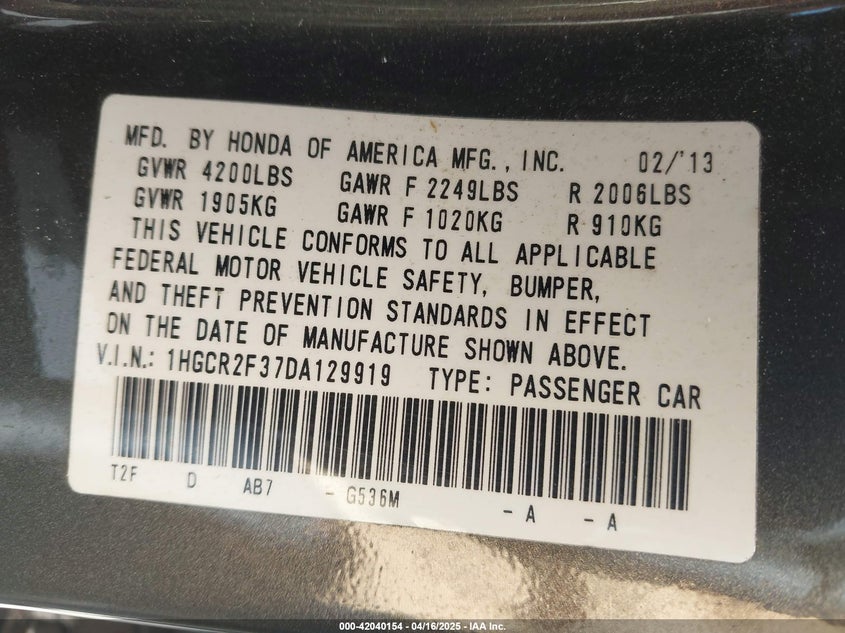 MFD. BY HONDA OF AMERICA MFG., INC. 02/'13
GVWR 4200LBS GAWR F 2249LBS R 2006LBS
GVWR 1905KG GAWR F 1020KG R 910KG
THIS VEHICLE CONFORMS TO ALL APPLICABLE
FEDERAL MOTOR VEHICLE SAFETY, BUMPER,
AND THEFT PREVENTION STANDARDS IN EFFECT
ON THE DATE OF MANUFACTURE SHOWN ABOVE.
V.I.N.: 1HGCR2F37DA129919 TYPE: PASSENGER CAR
T2F D AB7 - G536M - A - A
000-42040154 - 04/16/2025 - IAA Inc.